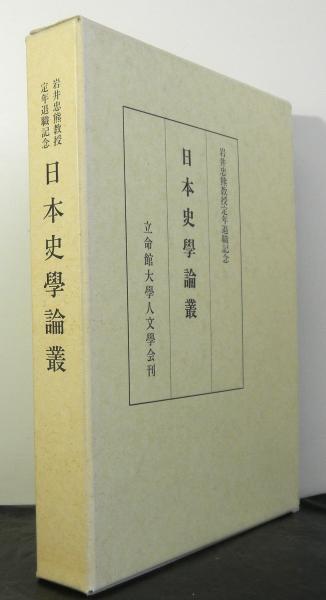 岩井忠熊教授
定年退職記念
日本史學論叢
岩井忠熊教授定年退職記念
日本史學論叢
立命館大學人文學会刊